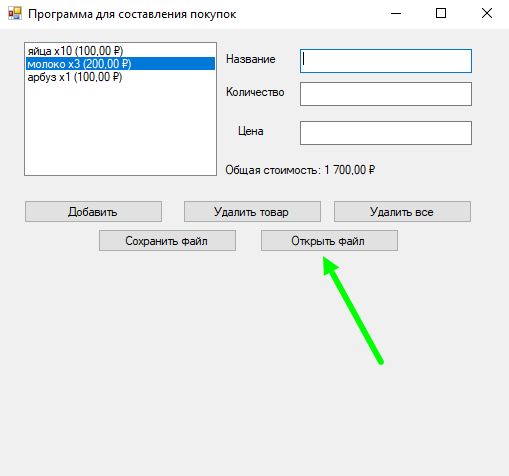 Программа для составления покупок
яйца x10 (100,00 ₽)
молоко x3 (200,00 ₽)
арбуз x1 (100,00 ₽)
Название
Количество
Цена
Общая стоимость: 1 700,00 ₽
Добавить
Удалить товар
Удалить все
Сохранить файл
Открыть файл